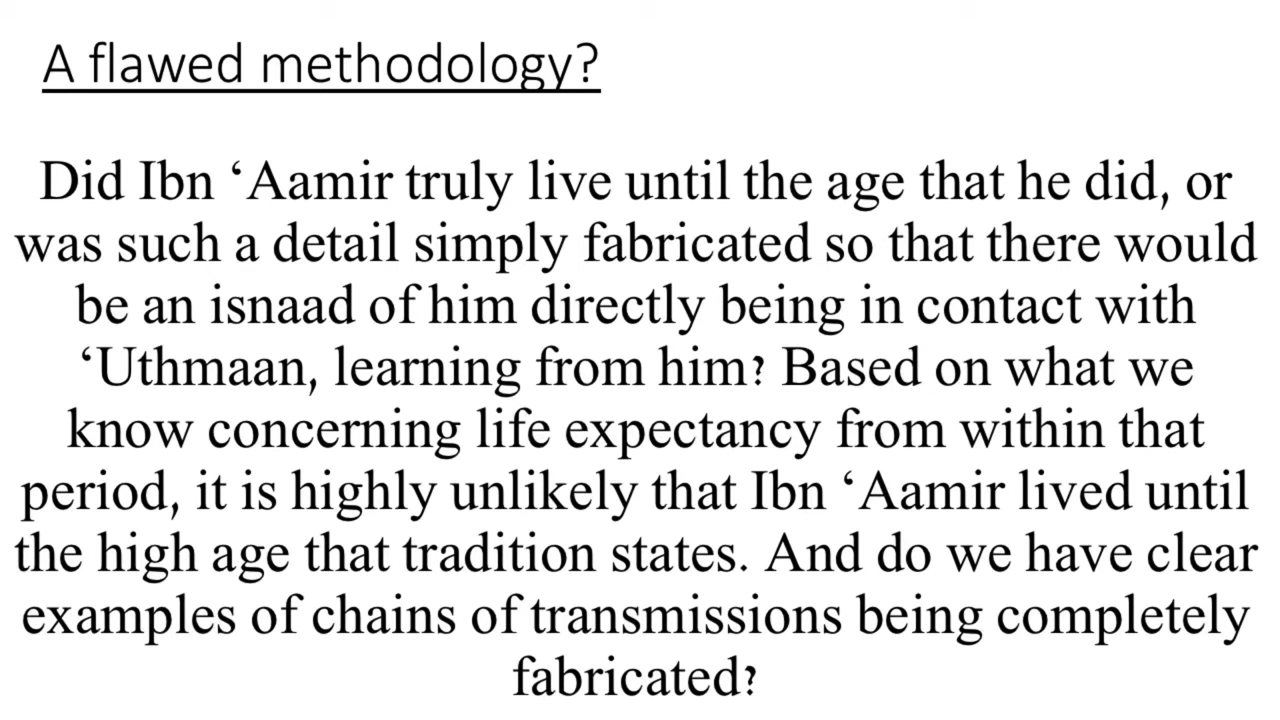 A flawed methodology?
Did Ibn ‘Aamir truly live until the age that he did, or
was such a detail simply fabricated so that there would
be an isnaad of him directly being in contact with
‘Uthmaan, learning from him? Based on what we
know concerning life expectancy from within that
period, it is highly unlikely that Ibn ‘Aamir lived until
the high age that tradition states. And do we have clear
examples of chains of transmissions being completely
fabricated?